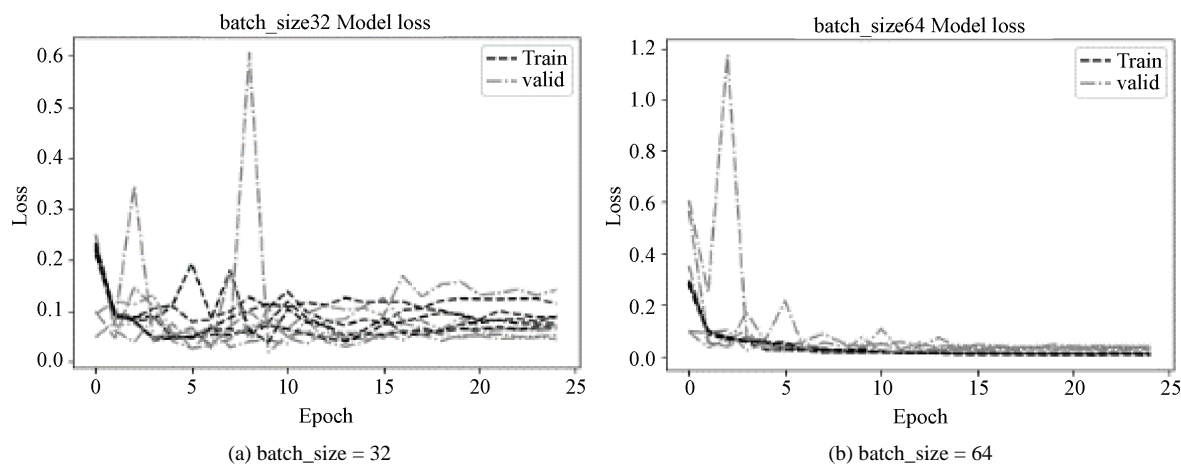 batch_size32 Model loss
Train
valid
Loss
0.6
0.5
0.4
0.3
0.2
0.1
0.0
0 5 10 15 20 25
Epoch
(a) batch_size = 32
batch_size64 Model loss
Train
valid
Loss
1.2
1.0
0.8
0.6
0.4
0.2
0.0
0 5 10 15 20 25
Epoch
(b) batch_size = 64